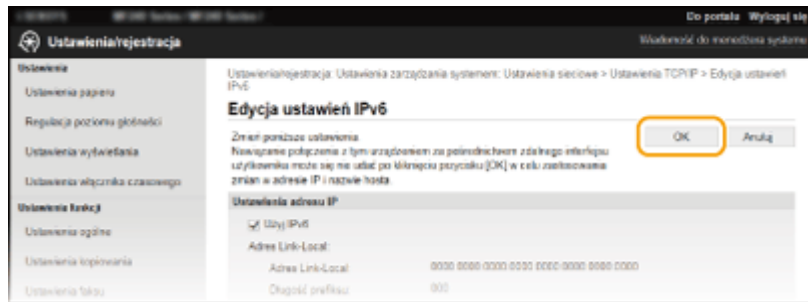 Do portalu Wyloguj się
Ustawienia/rejestracja
Wiadomość do menedżera systemu
Ustawienia
Ustawienia papieru
Regulacja poziomu głośności
Ustawienia wyświetlania
Ustawienia włącznika czasowego
Ustawienia funkcji
Ustawienia ogólne
Ustawienia kopiowania
Ustawienia faksu
Ustawienia/rejestracja: Ustawienia zarządzania systemem: Ustawienia sieciowe > Ustawienia TCP/IP > Edycja ustawień
IPv6
Edycja ustawień IPv6
Zmień poniższe ustawienia
Nawiązanie połączenia z tym urządzeniem za pośrednictwem zdalnego interfejsu
użytkownika może się nie udać po kliknięciu przycisku [OK] w celu zastosowania
zmian w adresie IP i nazwie hosta.
OK
Anuluj
Ustawienia adresu IP
Użyj IPv6
Adres Link-Local:
Adres Link-Local: 0000:0000:0000:0000:0000:0000:0000:0000
Długość prefiksu: 000